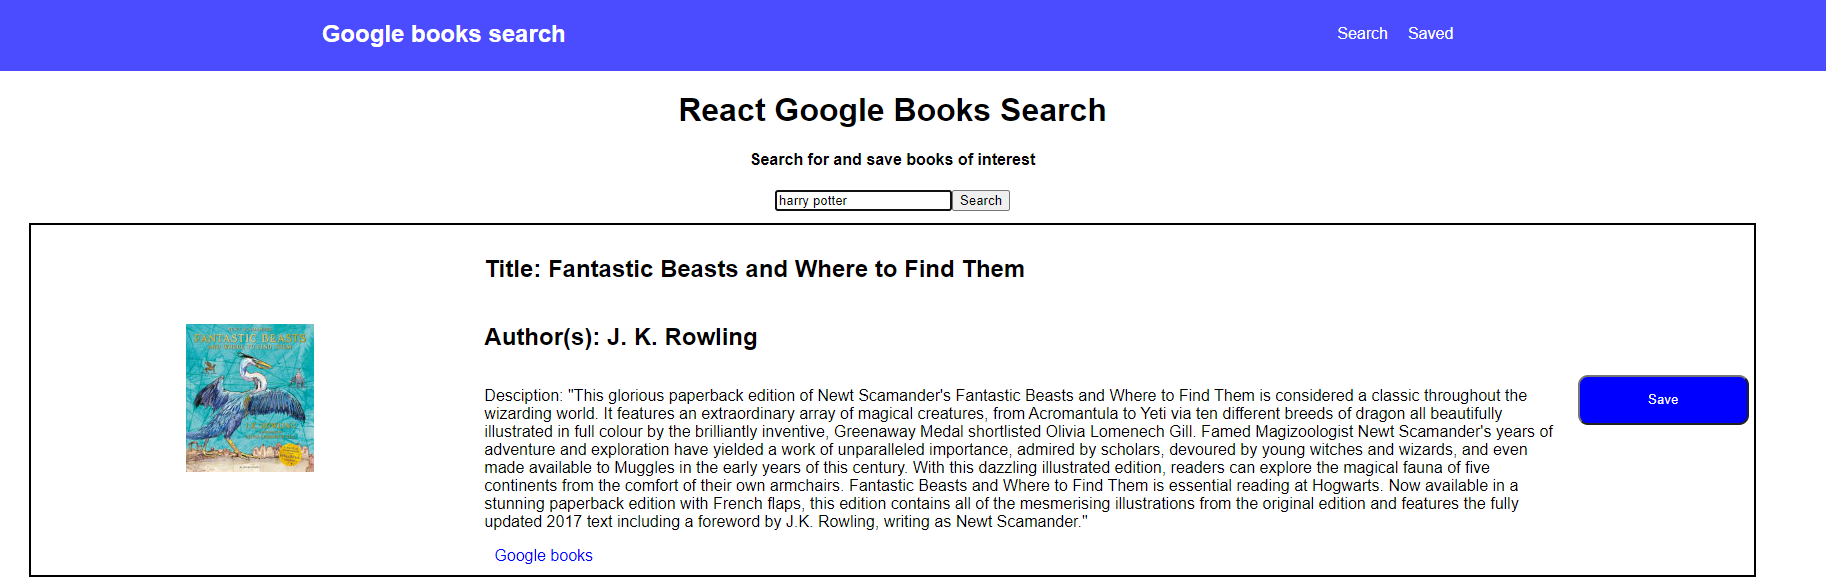 Google books search
Search Saved
React Google Books Search
Search for and save books of interest
harry potter Search
Title: Fantastic Beasts and Where to Find Them
FANTASTIC BEASTS
Author(s): J. K. Rowling
J.K. ROWLING
Desciption: "This glorious paperback edition of Newt Scamander's Fantastic Beasts and Where to Find Them is considered a classic throughout the
wizarding world. It features an extraordinary array of magical creatures, from Acromantula to Yeti via ten different breeds of dragon all beautifully
illustrated in full colour by the brilliantly inventive, Greenaway Medal shortlisted Olivia Lomenech Gill. Famed Magizoologist Newt Scamander's years of
adventure and exploration have yielded a work of unparalleled importance, admired by scholars, devoured by young witches and wizards, and even
made available to Muggles in the early years of this century. With this dazzling illustrated edition, readers can explore the magical fauna of five
continents from the comfort of their own armchairs. Fantastic Beasts and Where to Find Them is essential reading at Hogwarts. Now available in a
stunning paperback edition with French flaps, this edition contains all of the mesmerising illustrations from the original edition and features the fully
updated 2017 text including a foreword by J.K. Rowling, writing as Newt Scamander."
Google books
Save